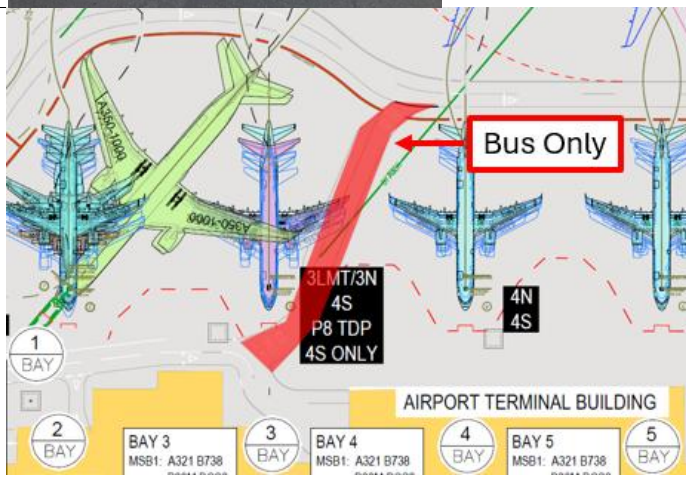 A350-1000
A350-1000
Bus Only
3LMT/3N
4S
P8 TDP
4S ONLY
4N
4S
1
BAY
AIRPORT TERMINAL BUILDING
2
BAY
BAY 3
MSB1: A321 B738
3
BAY
BAY 4
MSB1: A321 B738
4
BAY
BAY 5
MSB1: A321 B738
5
BAY